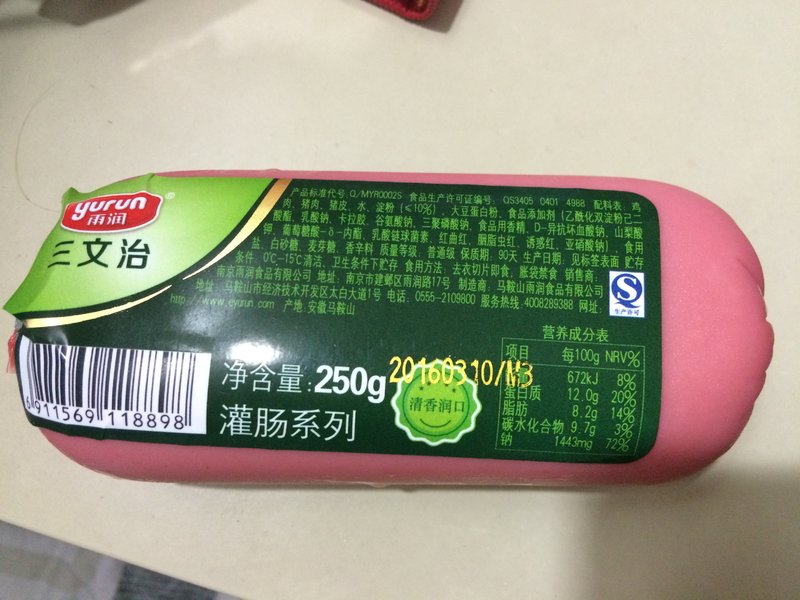 yurun®
雨润
三文治
产品标准代号:Q/MYR0002S 食品生产许可证编号: QS3405 0401 4988 配料表: 鸡
肉、猪肉、猪皮、水、淀粉(≤10%)、大豆蛋白粉、食品添加剂(乙酰化双淀粉己二
酸酯、乳酸钠、卡拉胶、谷氨酸钠、三聚磷酸钠、食品用香精、D-异抗坏血酸钠、山梨酸
钾、葡萄糖酸-δ-内酯、乳酸链球菌素、红曲红、胭脂虫红、诱惑红、亚硝酸钠)、食用
盐、白砂糖、麦芽糖、香辛料 质量等级: 普通级 保质期: 90天 生产日期: 见标签表面 贮存
条件: 0℃-15℃清洁、卫生条件下贮存 食用方法: 去衣切片即食, 胀袋禁食 销售商:
南京雨润食品有限公司 地址: 南京市建邺区雨润路17号 制造商: 马鞍山雨润食品有限公司
地址: 马鞍山市经济技术开发区太白大道1号 电话: 0555-2109800 服务热线:4008289388 网址:
http://www.eyurun.com 产地:安徽马鞍山
QS
生产许可
营养成分表
项目 每100g NRV%
672kJ 8%
蛋白质 12.0g 20%
脂肪 8.2g 14%
碳水化合物 9.7g 3%
钠 1443mg 72%
20160310/M3
净含量:250g
清香润口
灌肠系列
6 911569 118898